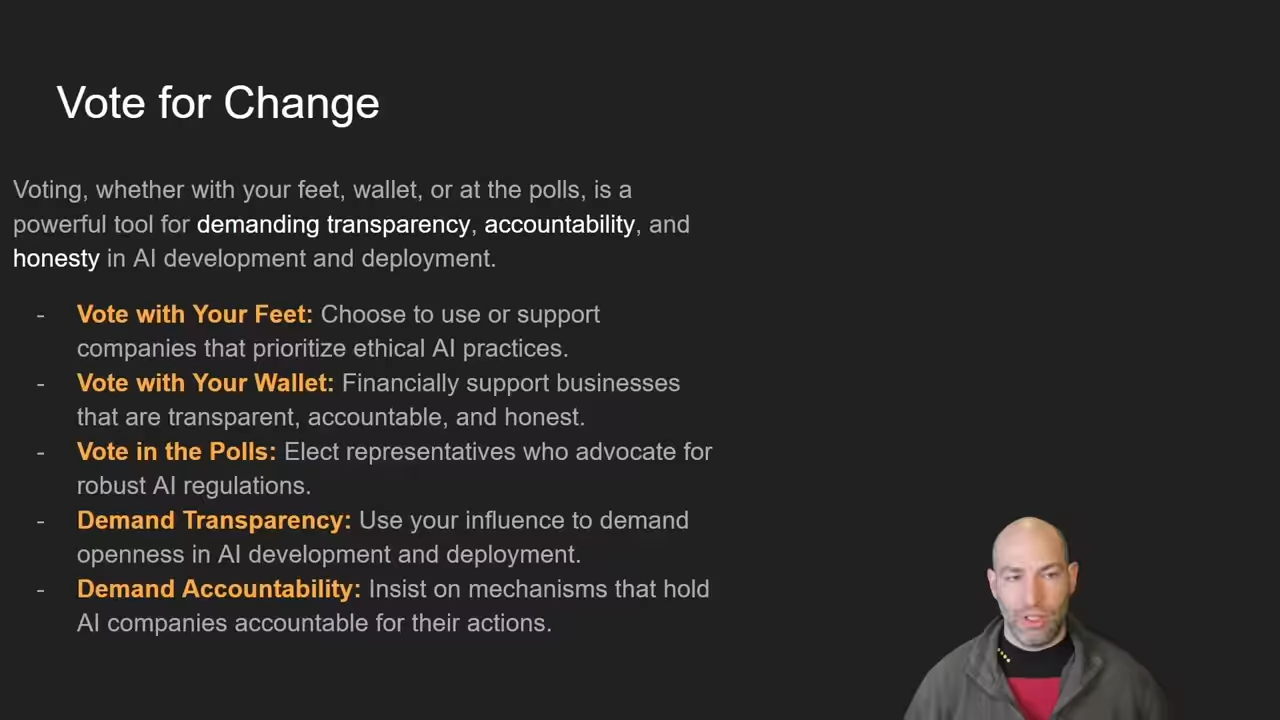 Vote for Change
Voting, whether with your feet, wallet, or at the polls, is a
powerful tool for demanding transparency, accountability, and
honesty in AI development and deployment.
- Vote with Your Feet: Choose to use or support
companies that prioritize ethical AI practices.
- Vote with Your Wallet: Financially support businesses
that are transparent, accountable, and honest.
- Vote in the Polls: Elect representatives who advocate for
robust AI regulations.
- Demand Transparency: Use your influence to demand
openness in AI development and deployment.
- Demand Accountability: Insist on mechanisms that hold
AI companies accountable for their actions.